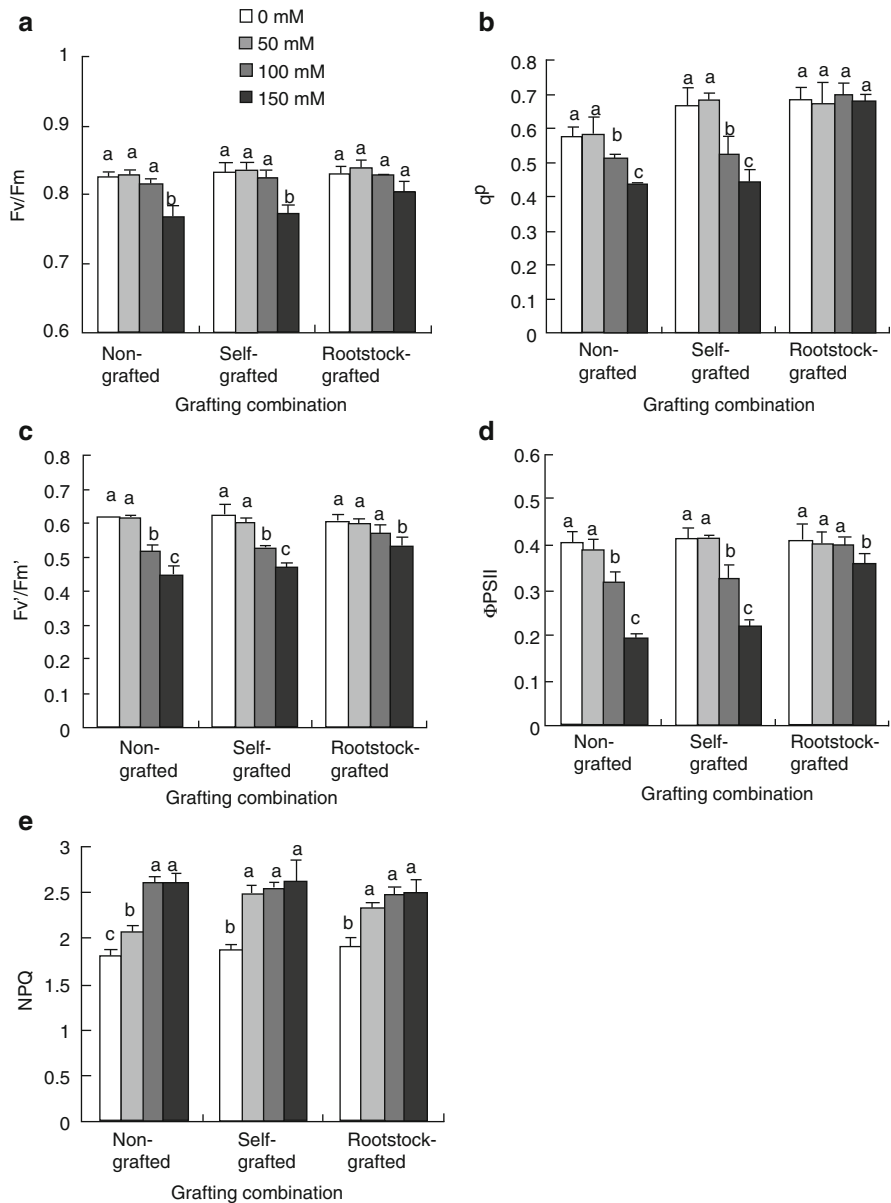 a
0 mM
50 mM
100 mM
150 mM
1
0.9
0.8
0.7
0.6
Fv/Fm
a a a b
a a a b
a a a a
Non-grafted
Self-grafted
Rootstock-grafted
Grafting combination
b
0.9
0.8
0.7
0.6
0.5
0.4
0.3
0.2
0.1
0
qp
a a b c
a a b c
a a a a
Non-grafted
Self-grafted
Rootstock-grafted
Grafting combination
c
0.8
0.7
0.6
0.5
0.4
0.3
0.2
0.1
0
Fv'/Fm'
a a b c
a a b c
a a a b
Non-grafted
Self-grafted
Rootstock-grafted
Grafting combination
d
0.6
0.5
0.4
0.3
0.2
0.1
0
ΦPSII
a a b c
a a b c
a a a b
Non-grafted
Self-grafted
Rootstock-grafted
Grafting combination
e
3
2.5
2
1.5
1
0.5
0
NPQ
c b a a
b a a a
b a a a
Non-grafted
Self-grafted
Rootstock-grafted
Grafting combination